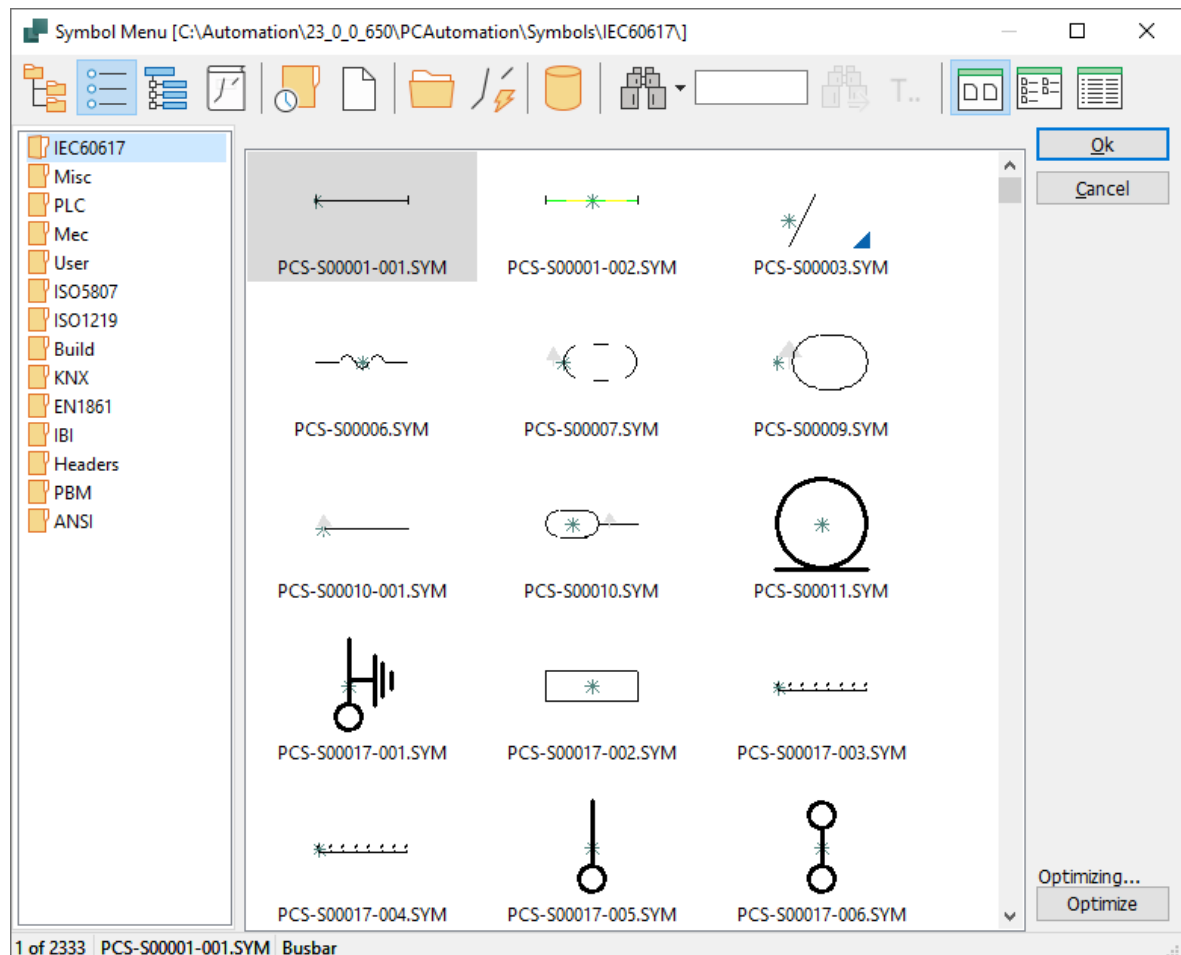 Symbol Menu [C:\Automation\23_0_0_650\PCAutomation\Symbols\IEC60617\]
T..
IEC60617
Misc
PLC
Mec
User
ISO5807
ISO1219
Build
KNX
EN1861
IBI
Headers
PBM
ANSI
PCS-S00001-001.SYM PCS-S00001-002.SYM PCS-S00003.SYM
PCS-S00006.SYM PCS-S00007.SYM PCS-S00009.SYM
PCS-S00010-001.SYM PCS-S00010.SYM PCS-S00011.SYM
PCS-S00017-001.SYM PCS-S00017-002.SYM PCS-S00017-003.SYM
PCS-S00017-004.SYM PCS-S00017-005.SYM PCS-S00017-006.SYM
Ok
Cancel
Optimizing...
Optimize
1 of 2333 PCS-S00001-001.SYM Busbar